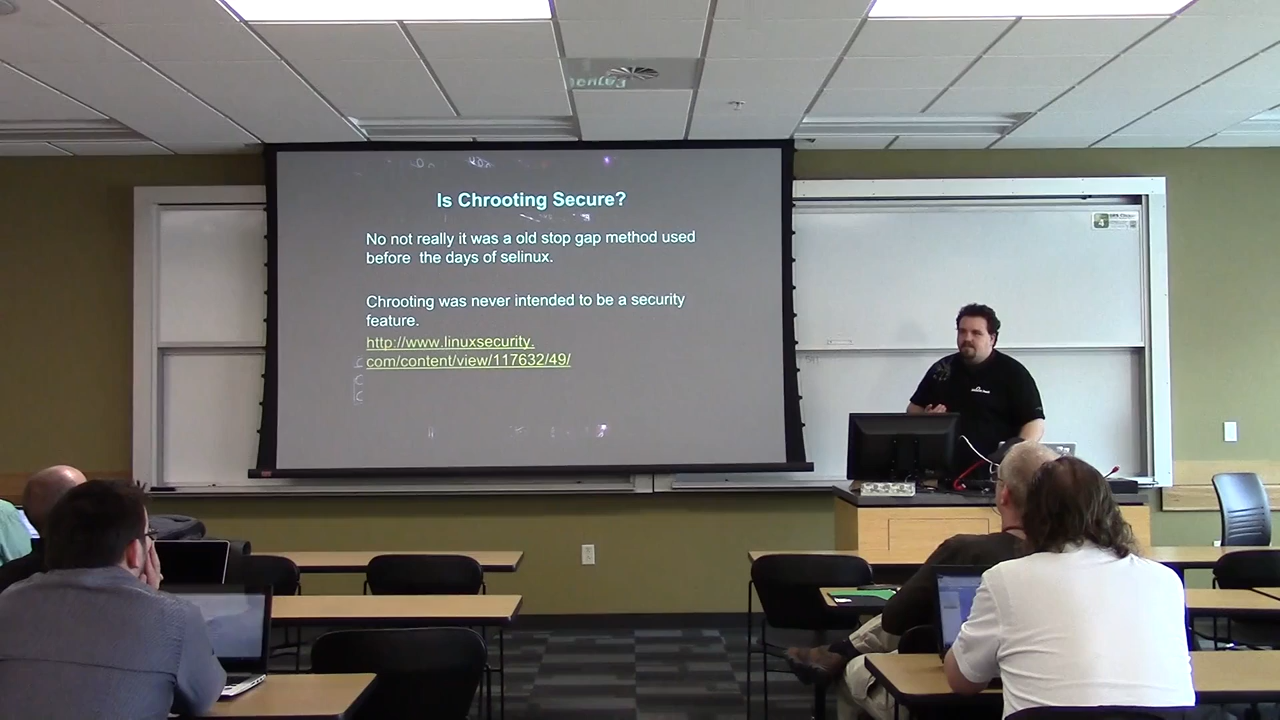 Is Chrooting Secure?
No not really it was a old stop gap method used
before the days of selinux.
Chrooting was never intended to be a security
feature.
http://www.linuxsecurity.
com/content/view/117632/49/